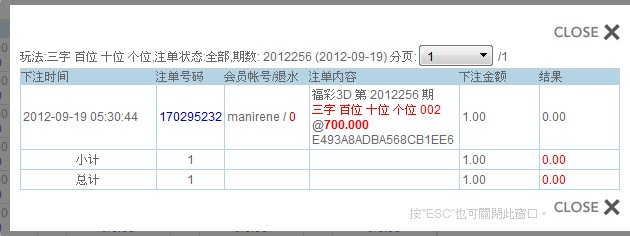 CLOSE
玩法:三字 百位 十位 个位,注单状态:全部,期数: 2012256 (2012-09-19) 分页: 1 /1
下注时间 注单号码 会员帐号/退水 注单内容 下注金额 结果
福彩3D 第 2012256 期
三字 百位 十位 个位 002
2012-09-19 05:30:44 170295232 manirene / 0 @700.000 1.00 0.00
E493A8ADBA568CB1EE6
小计 1 1.00 0.00
总计 1 1.00 0.00
CLOSE
按"ESC"也可關閉此窗口。